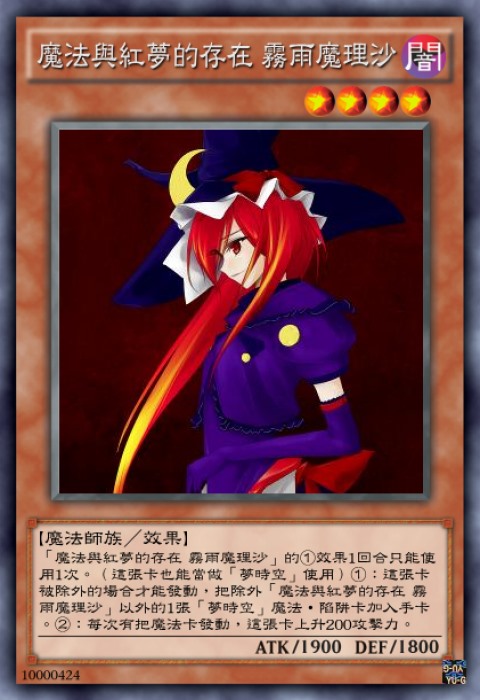 魔法與紅夢的存在 霧雨魔理沙 闇
[魔法師族／效果]
「魔法與紅夢的存在 霧雨魔理沙」的①效果1回合只能使
用1次。（這張卡也能當做「夢時空」使用）①：這張卡
被除外的場合才能發動，把除外「魔法與紅夢的存在 霧
雨魔理沙」以外的1張「夢時空」魔法・陷阱卡加入手卡
。②：每次有把魔法卡發動，這張卡上升200攻擊力。
ATK/1900 DEF/1800
10000424